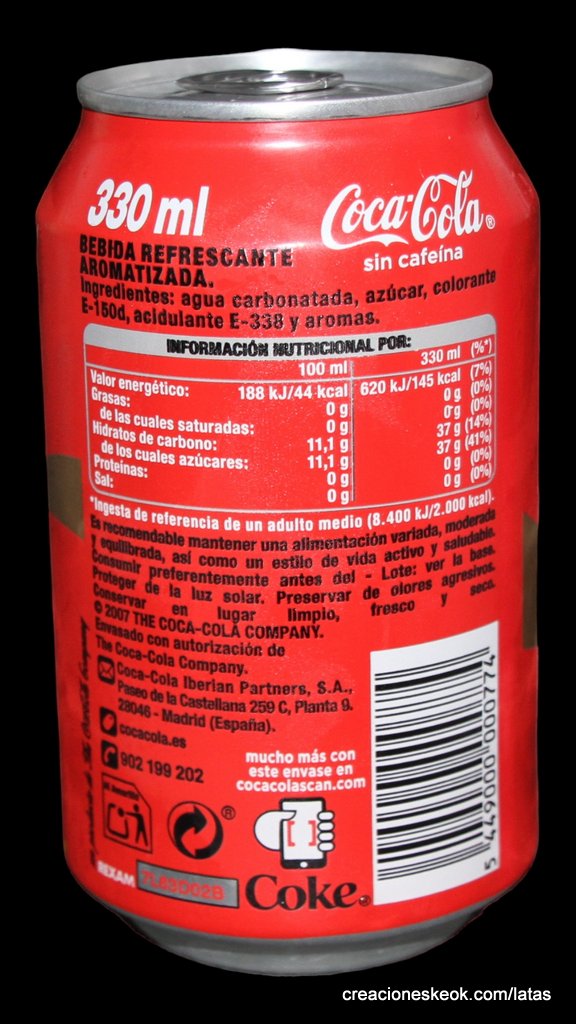 330 ml
Coca-Cola®
sin cafeína
BEBIDA REFRESCANTE
AROMATIZADA.
Ingredientes: agua carbonatada, azúcar, colorante
E-150d, acidulante E-338 y aromas.
INFORMACIÓN NUTRICIONAL POR:
100 ml 330 ml (%*)
Valor energético: 188 kJ/44 kcal 620 kJ/145 kcal (7%)
Grasas: 0 g 0 g (0%)
de las cuales saturadas: 0 g 0 g (0%)
Hidratos de carbono: 11,1 g 37 g (14%)
de los cuales azúcares: 11,1 g 37 g (41%)
Proteínas: 0 g 0 g (0%)
Sal: 0 g 0 g (0%)
*Ingesta de referencia de un adulto medio (8.400 kJ/2.000 kcal).
Es recomendable mantener una alimentación variada, moderada
y equilibrada, así como un estilo de vida activo y saludable.
Consumir preferentemente antes del - Lote: ver la base.
Proteger de la luz solar. Preservar de olores agresivos.
Conservar en lugar limpio, fresco y seco.
© 2007 THE COCA-COLA COMPANY.
Envasado con autorización de
The Coca-Cola Company.
Coca-Cola Iberian Partners, S.A.,
Paseo de la Castellana 259 C, Planta 9.
28046 - Madrid (España).
cocacola.es
902 199 202
mucho más con
este envase en
cocacolascan.com
®
REXAM
Coke®
5 449000 000774
creacioneskeok.com/latas